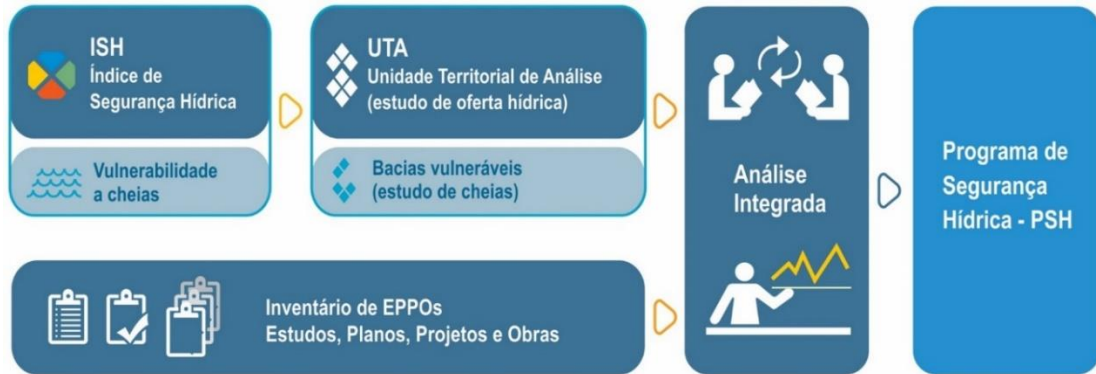 ISH
Índice de
Segurança Hídrica
Vulnerabilidade
a cheias
UTA
Unidade Territorial de Análise
(estudo de oferta hídrica)
Bacias vulneráveis
(estudo de cheias)
Inventário de EPPOs
Estudos, Planos, Projetos e Obras
Análise
Integrada
Programa de
Segurança
Hídrica - PSH